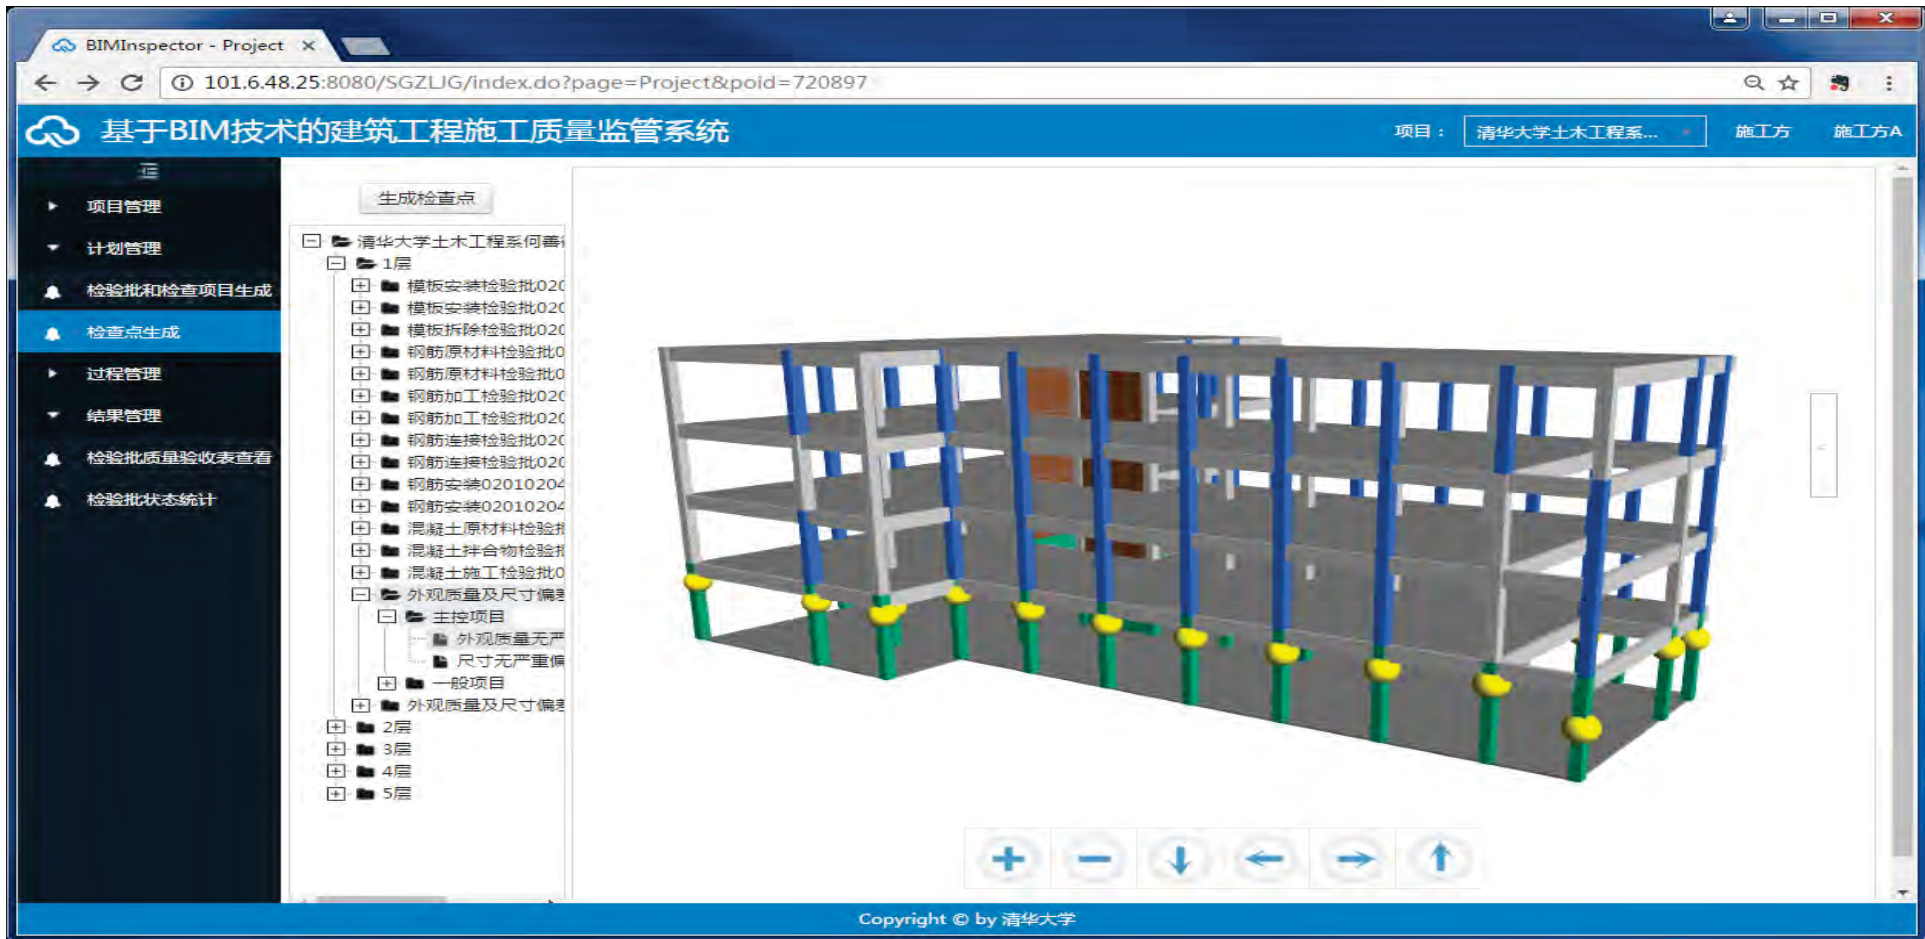 BIMInspector - Project
101.6.48.25:8080/SGZLJG/index.do?page=Project&poid=720897
基于BIM技术的建筑工程施工质量监管系统
项目：
清华大学土木工程系...
施工方
施工方A
项目管理
计划管理
检验批和检查项目生成
检查点生成
过程管理
结果管理
检验批质量验收表查看
检验批状态统计
生成检查点
清华大学土木工程系何善
1层
模板安装检验批020
模板安装检验批020
模板拆除检验批020
钢筋原材料检验批0
钢筋原材料检验批0
钢筋加工检验批020
钢筋加工检验批020
钢筋连接检验批020
钢筋连接检验批020
钢筋安装02010204
钢筋安装02010204
混凝土原材料检验批
混凝土拌合物检验批
混凝土施工检验批0
外观质量及尺寸偏差
主控项目
外观质量无严
尺寸无严重偏
一般项目
外观质量及尺寸偏差
2层
3层
4层
5层
Copyright © by 清华大学